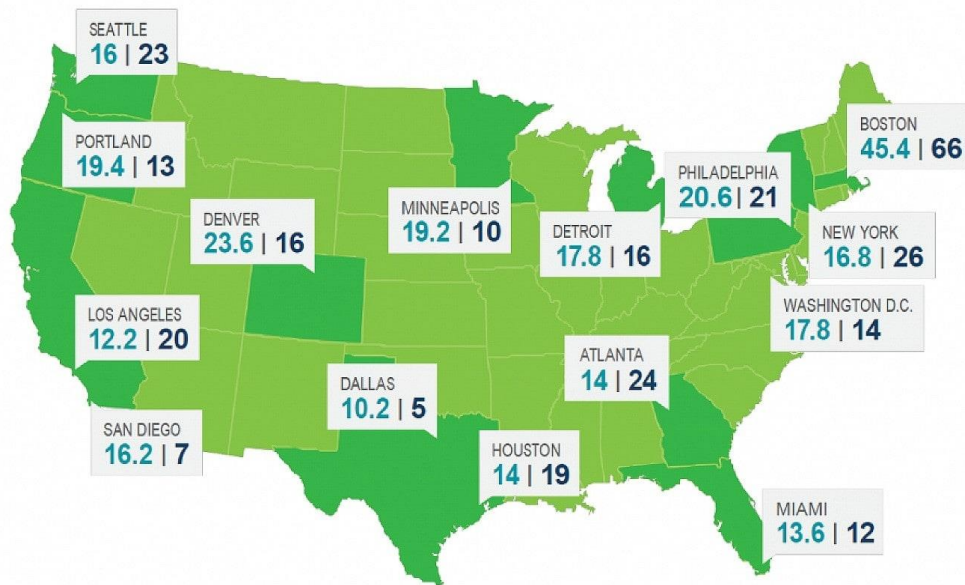 SEATTLE
16 | 23
PORTLAND
19.4 | 13
DENVER
23.6 | 16
MINNEAPOLIS
19.2 | 10
DETROIT
17.8 | 16
PHILADELPHIA
20.6 | 21
BOSTON
45.4 | 66
NEW YORK
16.8 | 26
WASHINGTON D.C.
17.8 | 14
LOS ANGELES
12.2 | 20
SAN DIEGO
16.2 | 7
DALLAS
10.2 | 5
ATLANTA
14 | 24
HOUSTON
14 | 19
MIAMI
13.6 | 12